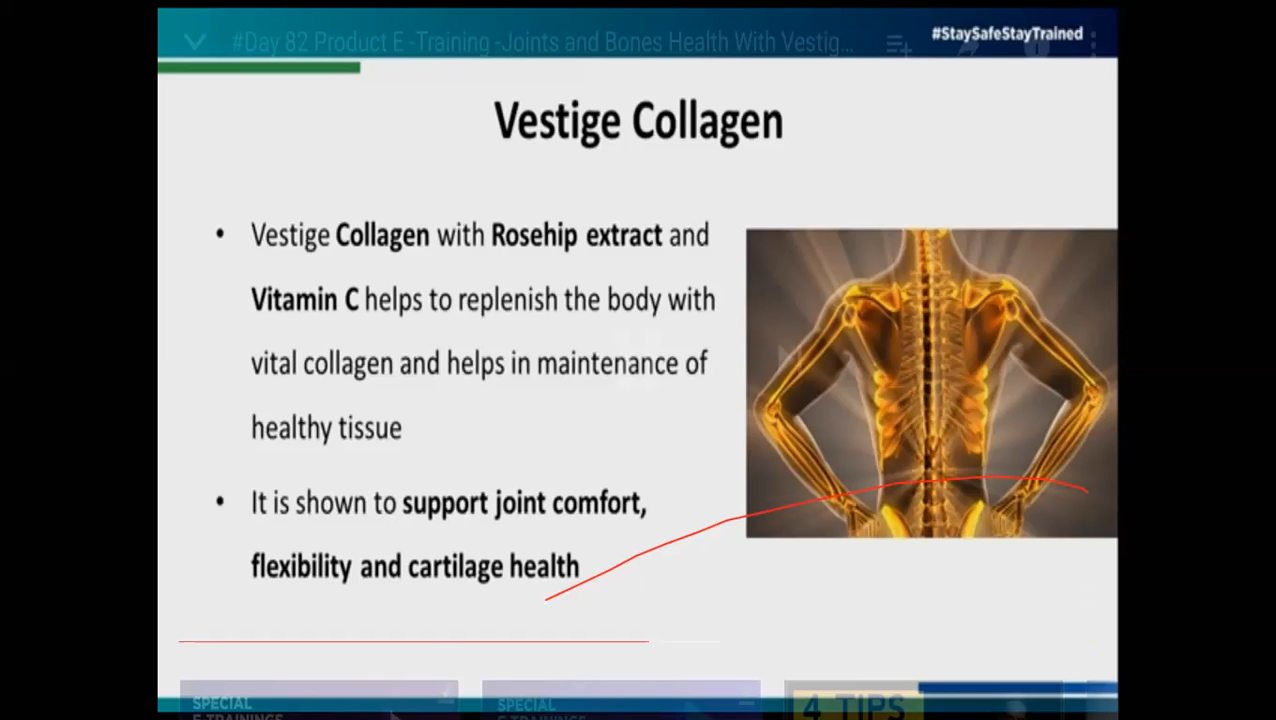 #Day 82 Product E -Training -Joints and Bones Health With Vestig...
#StaySafeStayTrained
Vestige Collagen
• Vestige Collagen with Rosehip extract and
Vitamin C helps to replenish the body with
vital collagen and helps in maintenance of
healthy tissue
• It is shown to support joint comfort,
flexibility and cartilage health
SPECIAL
E-TRAININGS
SPECIAL
E-TRAININGS
4 TIPS